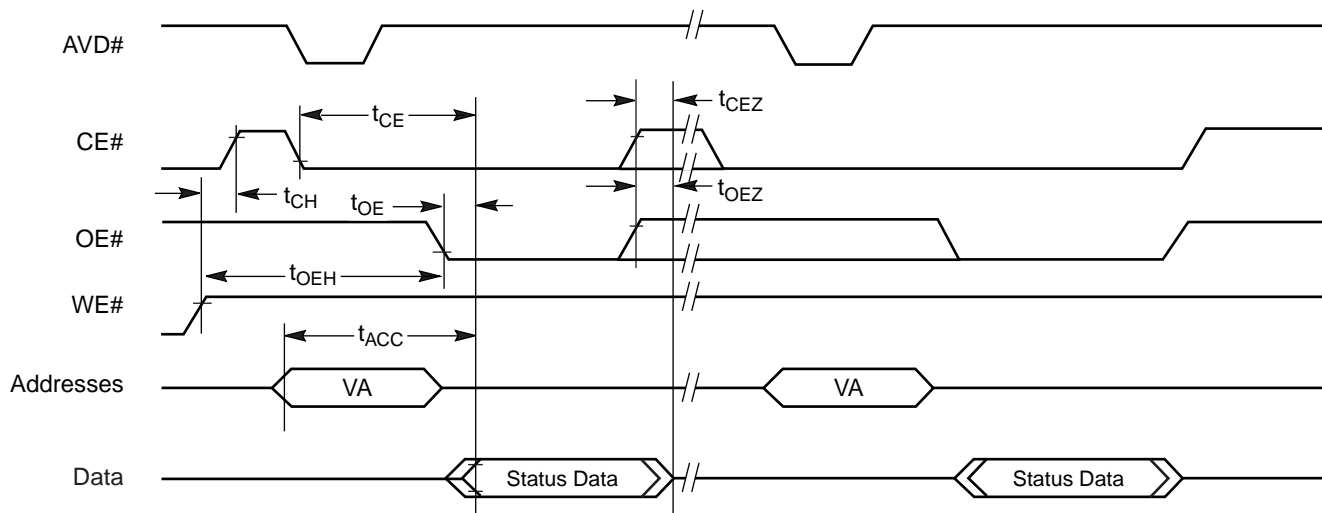 AVD#
tCEZ
tCE
CE#
tCH
tOE
tOEZ
OE#
tOEH
WE#
tACC
Addresses
VA
VA
Data
Status Data
Status Data